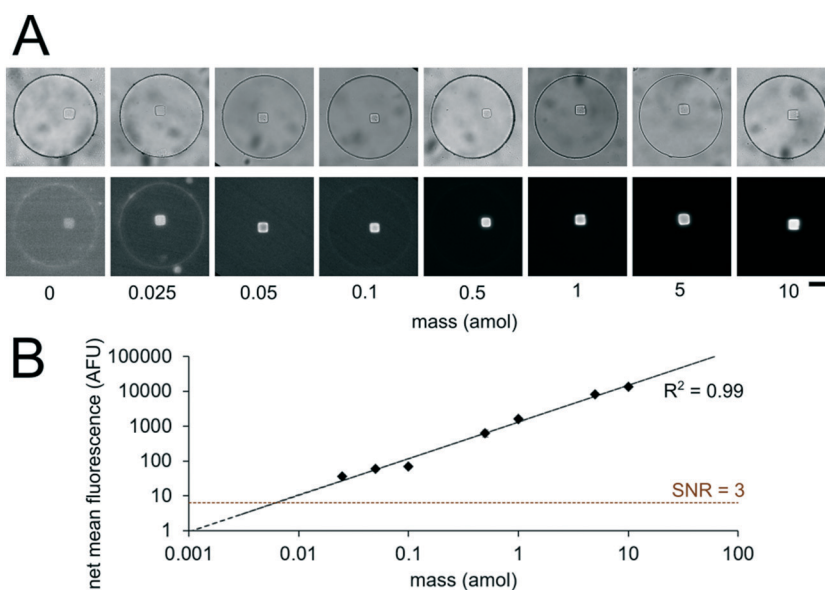 A
0 0.025 0.05 0.1 0.5 1 5 10
mass (amol)
B
net mean fluorescence (AFU)
100000
10000
1000
100
10
1
R² = 0.99
SNR = 3
0.001 0.01 0.1 1 10 100
mass (amol)